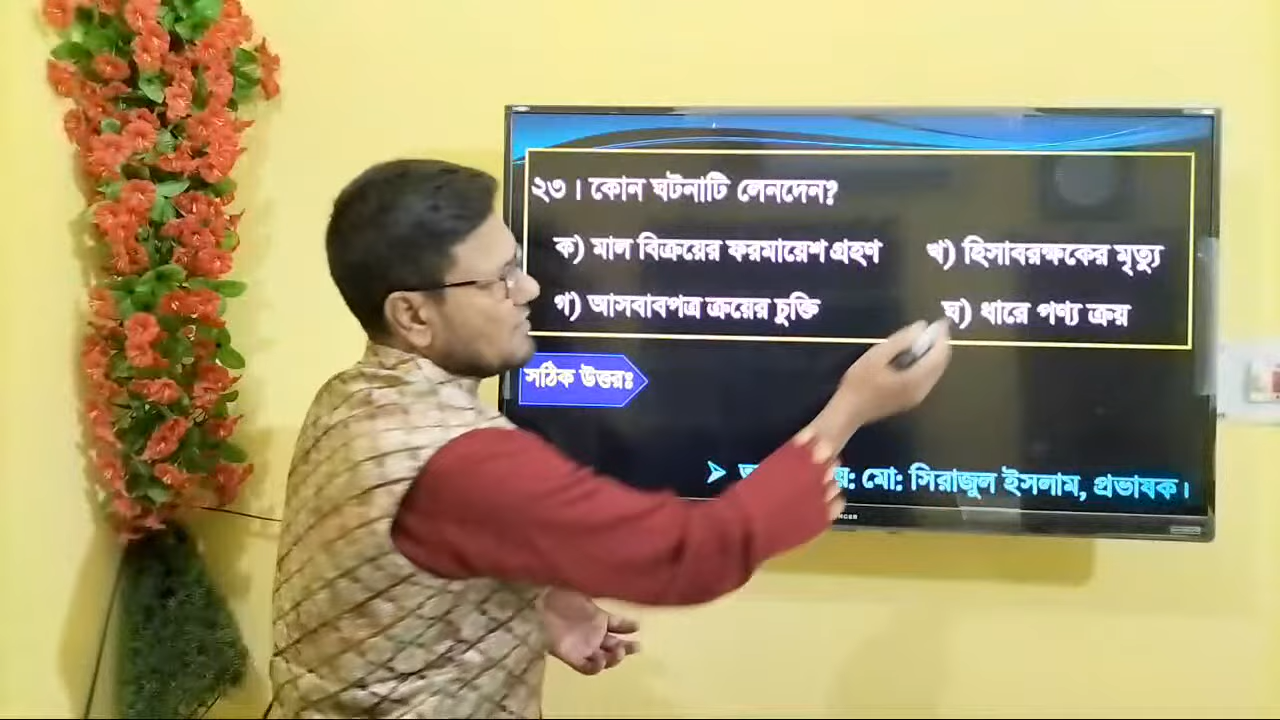 ২৩। কোন ঘটনাটি লেনদেন?
ক) মাল বিক্রয়ের ফরমায়েশ গ্রহণ খ) হিসাবরক্ষকের মৃত্যু
গ) আসবাবপত্র ক্রয়ের চুক্তি ঘ) ধারে পণ্য ক্রয়
সঠিক উত্তরঃ
মো: সিরাজুল ইসলাম, প্রভাষক।